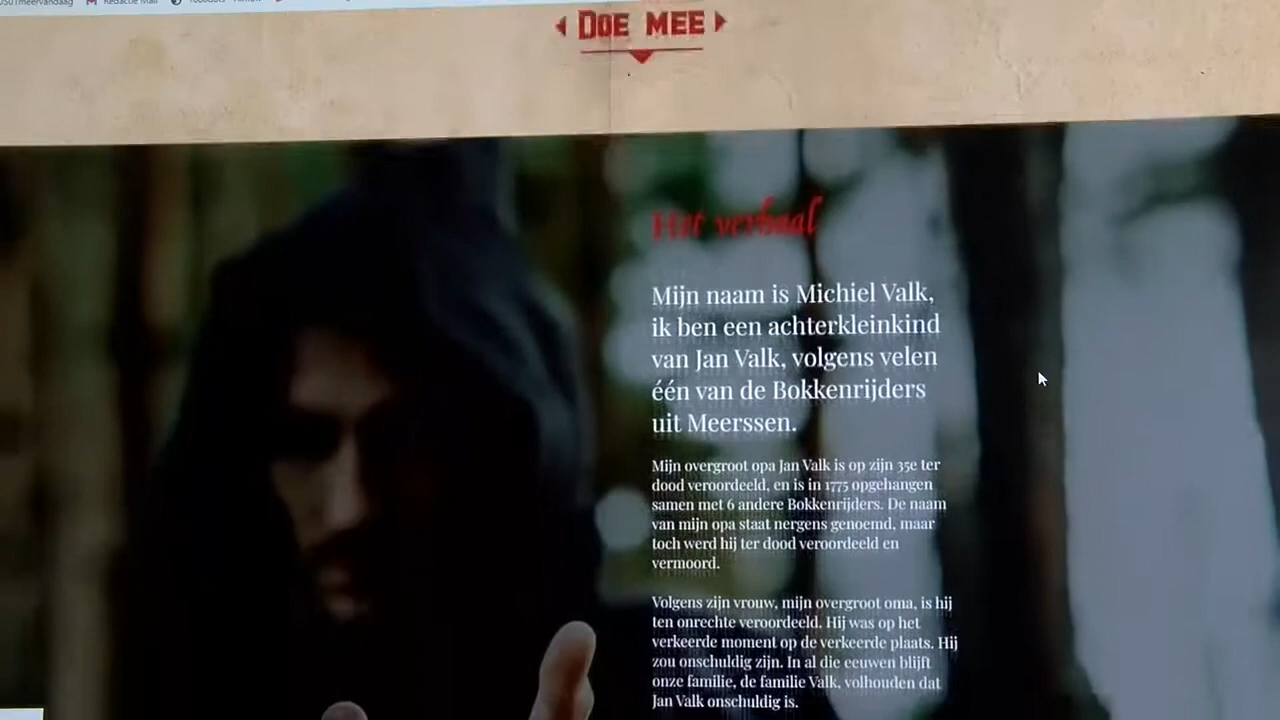 Redactie Mail
DOE MEE
Het verhaal
Mijn naam is Michiel Valk,
ik ben een achterkleinkind
van Jan Valk, volgens velen
één van de Bokkenrijders
uit Meerssen.
Mijn overgroot opa Jan Valk is op zijn 35e ter
dood veroordeeld, en is in 1775 opgehangen
samen met 6 andere Bokkenrijders. De naam
van mijn opa staat nergens genoemd, maar
toch werd hij ter dood veroordeeld en
vermoord.
Volgens zijn vrouw, mijn overgroot oma, is hij
ten onrechte veroordeeld. Hij was op het
verkeerde moment op de verkeerde plaats. Hij
zou onschuldig zijn. In al die eeuwen blijft
onze familie, de familie Valk, volhouden dat
Jan Valk onschuldig is.